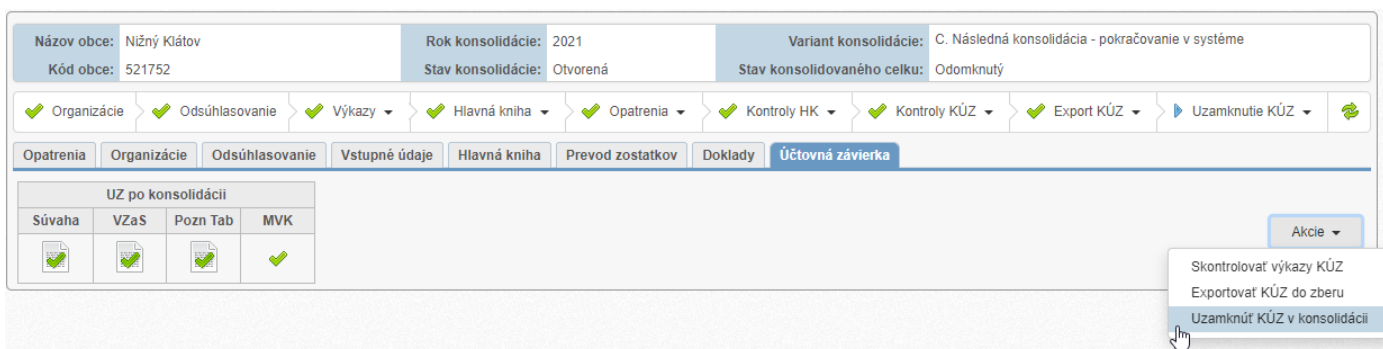 Názov obce: Nižný Klátov Rok konsolidácie: 2021 Variant konsolidácie: C. Následná konsolidácia - pokračovanie v systéme
Kód obce: 521752 Stav konsolidácie: Otvorená Stav konsolidovaného celku: Odomknutý
Organizácie Odsúhlasovanie Výkazy Hlavná kniha Opatrenia Kontroly HK Kontroly KÚZ Export KÚZ Uzamknutie KÚZ
Opatrenia Organizácie Odsúhlasovanie Vstupné údaje Hlavná kniha Prevod zostatkov Doklady Účtovná závierka
UZ po konsolidácii
Súvaha VZaS Pozn Tab MVK
Akcie
Skontrolovať výkazy KÚZ
Exportovať KÚZ do zberu
Uzamknúť KÚZ v konsolidácii